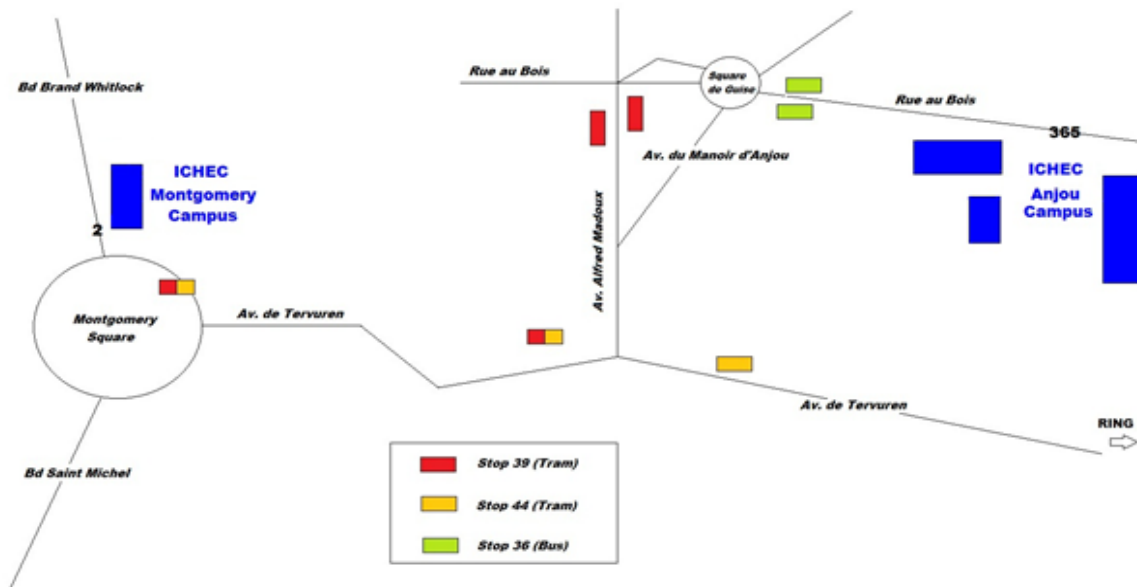 Bd Brand Whitlock
ICHEC
Montgomery
Campus
2
Montgomery
Square
Av. de Tervuren
Bd Saint Michel
Rue au Bois
Square
de Guise
Rue au Bois
365
Av. du Manoir d'Anjou
Av. Alfred Madoux
ICHEC
Anjou
Campus
Av. de Tervuren
RING
Stop 39 (Tram)
Stop 44 (Tram)
Stop 36 (Bus)